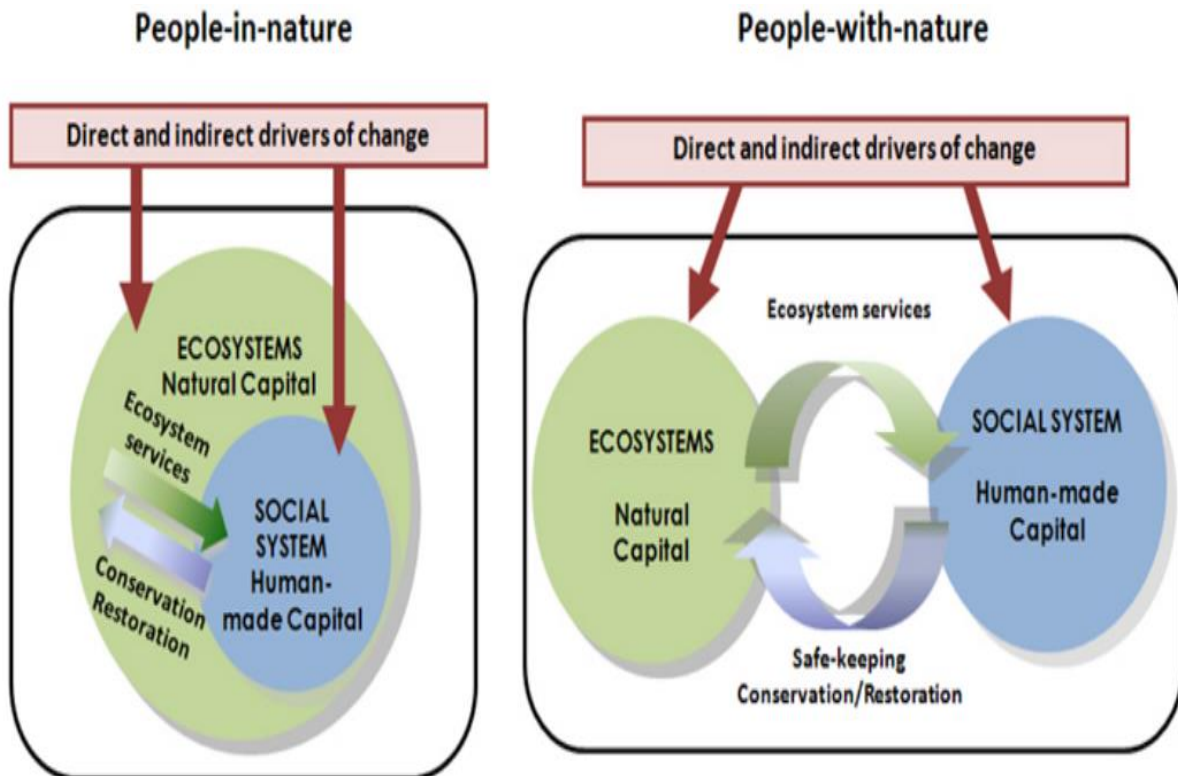 People-in-nature
Direct and indirect drivers of change
ECOSYSTEMS
Natural Capital
Ecosystem
services
SOCIAL
SYSTEM
Human-
made Capital
Conservation
Restoration
People-with-nature
Direct and indirect drivers of change
Ecosystem services
ECOSYSTEMS
Natural
Capital
SOCIAL SYSTEM
Human-made
Capital
Safe-keeping
Conservation/Restoration